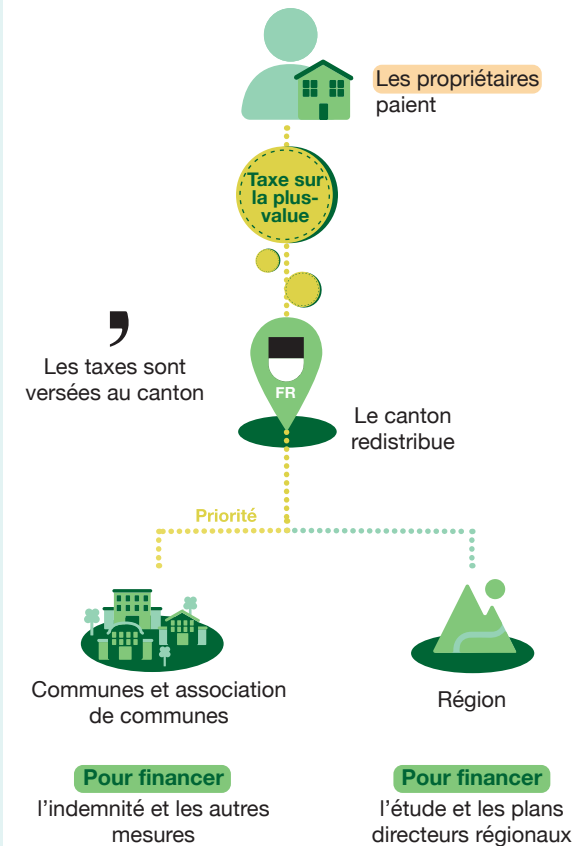 Les propriétaires
paient
Taxe sur
la plus-
value
❜
Les taxes sont
versées au canton
FR
Le canton
redistribue
Priorité
Communes et association
de communes
Région
Pour financer
l'indemnité et les autres
mesures
Pour financer
l'étude et les plans
directeurs régionaux